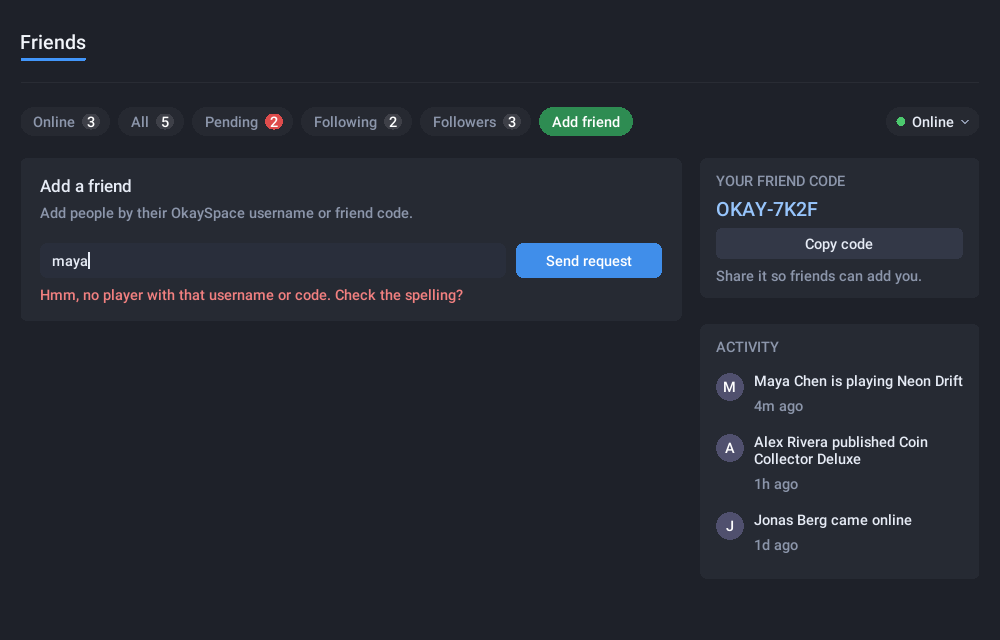 Friends
Online 3
All 5
Pending 2
Following 2
Followers 3
Add friend
Online
Add a friend
Add people by their OkaySpace username or friend code.
maya
Send request
Hmm, no player with that username or code. Check the spelling?
YOUR FRIEND CODE
OKAY-7K2F
Copy code
Share it so friends can add you.
ACTIVITY
M
Maya Chen is playing Neon Drift
4m ago
A
Alex Rivera published Coin
Collector Deluxe
1h ago
J
Jonas Berg came online
1d ago